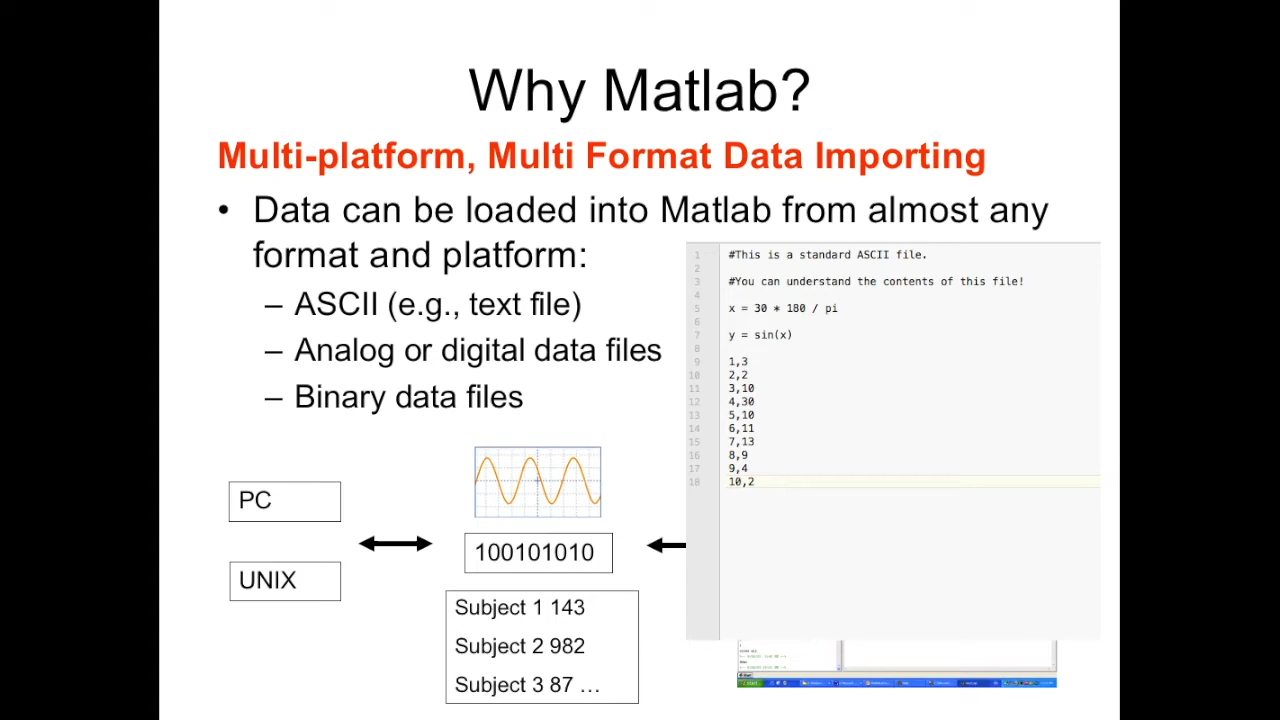 Why Matlab?
Multi-platform, Multi Format Data Importing
• Data can be loaded into Matlab from almost any
format and platform:
– ASCII (e.g., text file)
– Analog or digital data files
– Binary data files
PC
UNIX
100101010
Subject 1 143
Subject 2 982
Subject 3 87 ...
1 #This is a standard ASCII file.
2
3 #You can understand the contents of this file!
4
5 x = 30 * 180 / pi
6
7 y = sin(x)
8
9 1,3
10 2,2
11 3,10
12 4,30
13 5,10
14 6,11
15 7,13
16 8,9
17 9,4
18 10,2